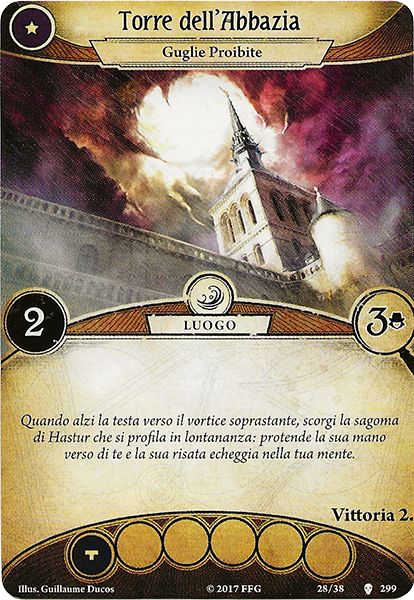 Torre dell'Abbazia
Guglie Proibite
2
LUOGO
3
Quando alzi la testa verso il vortice soprastante, scorgi la sagoma
di Hastur che si profila in lontananza: protende la sua mano
verso di te e la sua risata echeggia nella tua mente.
Vittoria 2.
Illus. Guillaume Ducos
© 2017 FFG
28/38
299